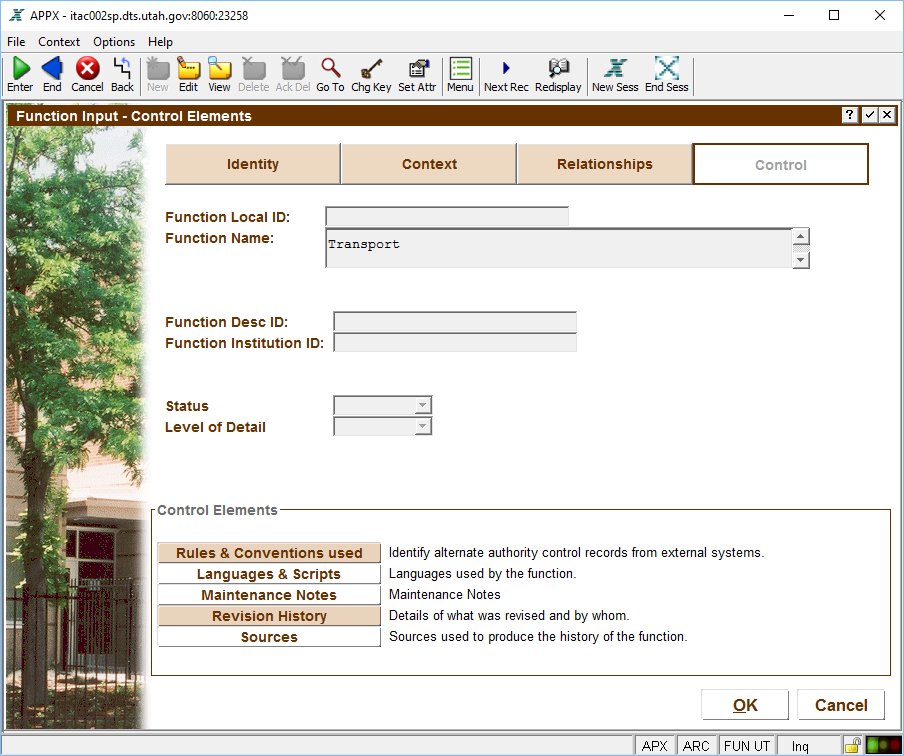 APPX - itac002sp.dts.utah.gov:8060:23258
File Context Options Help
Enter End Cancel Back New Edit View Delete Ack Del Go To Chg Key Set Attr Menu Next Rec Redisplay New Sess End Sess
Function Input - Control Elements
Identity Context Relationships Control
Function Local ID:
Function Name:
Transport
Function Desc ID:
Function Institution ID:
Status
Level of Detail
Control Elements
Rules & Conventions used Identify alternate authority control records from external systems.
Languages & Scripts Languages used by the function.
Maintenance Notes Maintenance Notes
Revision History Details of what was revised and by whom.
Sources Sources used to produce the history of the function.
OK Cancel
APX ARC FUN UT Inq